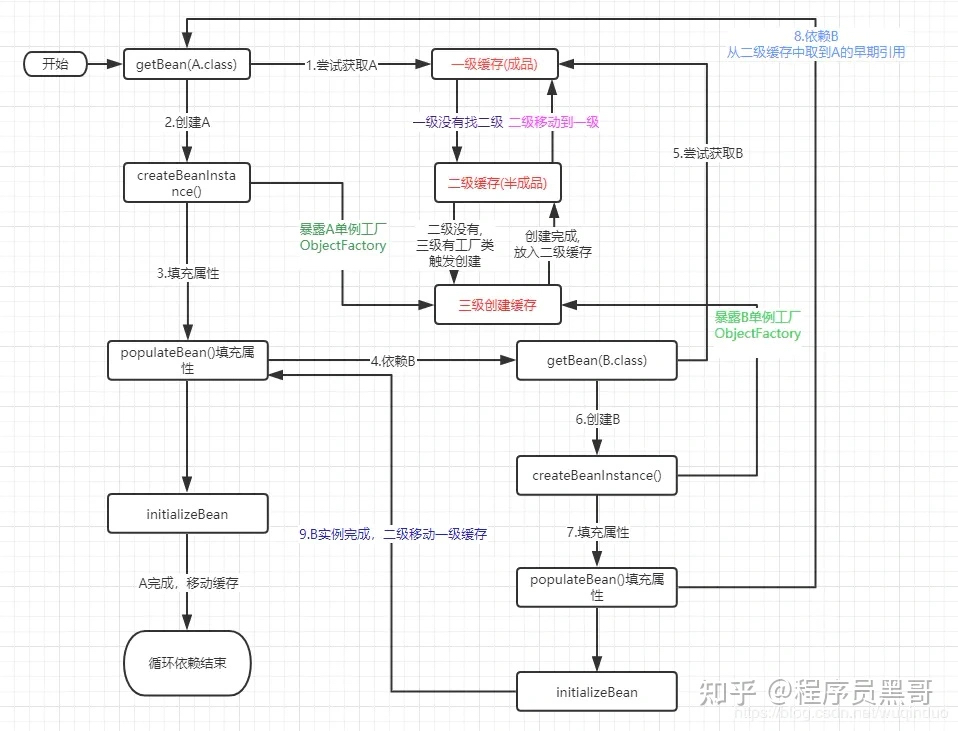 8.依赖B
从二级缓存中取到A的早期引用
开始
getBean(A.class)
1.尝试获取A
一级缓存(成品)
2.创建A
一级没有找二级
二级移动到一级
5.尝试获取B
createBeanInsta
nce()
二级缓存(半成品)
暴露A单例工厂
ObjectFactory
二级没有,
三级有工厂类
触发创建
创建完成,
放入二级缓存
3.填充属性
三级创建缓存
暴露B单例工厂
ObjectFactory
populateBean()填充属
性
4.依赖B
getBean(B.class)
6.创建B
createBeanInstance()
initializeBean
9.B实例完成，二级移动一级缓存
7.填充属性
A完成，移动缓存
populateBean()填充属
性
循环依赖结束
initializeBean
知乎 @程序员黑哥
https://blog.csdn.net/wuqinduo